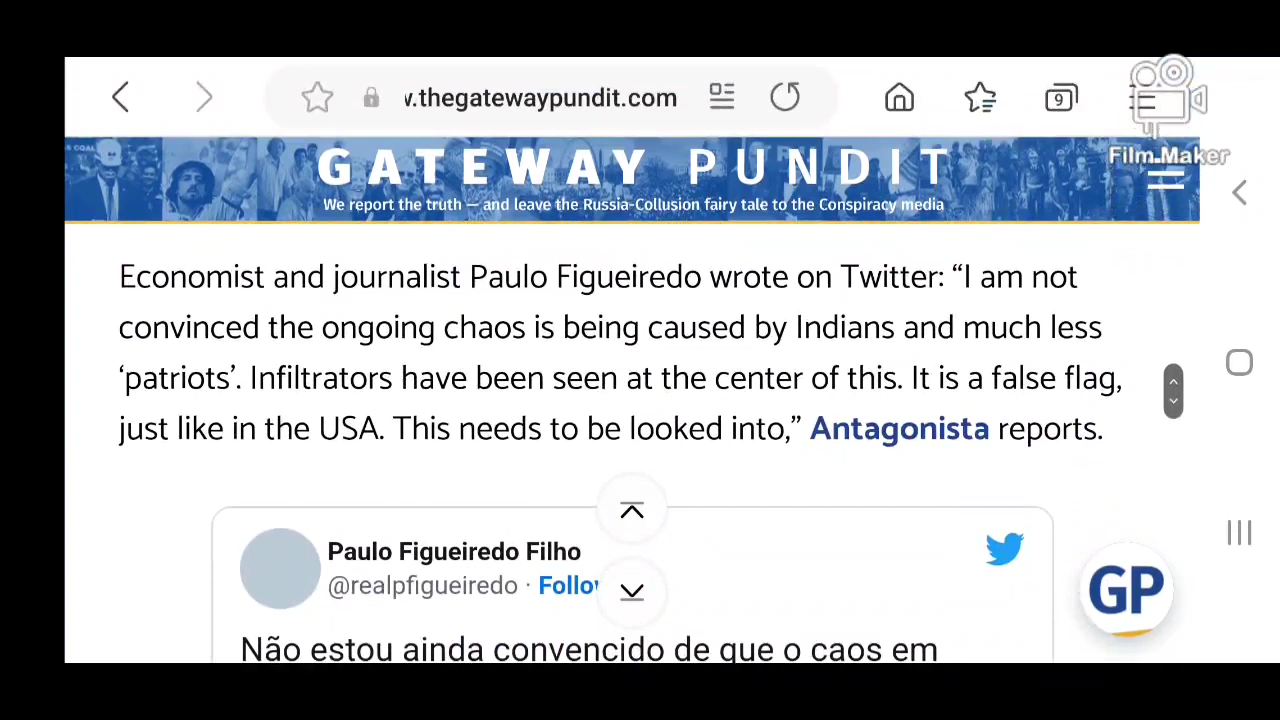 v.thegatewaypundit.com
9
Film Maker
GATEWAY PUNDIT
We report the truth — and leave the Russia-Collusion fairy tale to the Conspiracy media
Economist and journalist Paulo Figueiredo wrote on Twitter: “I am not
convinced the ongoing chaos is being caused by Indians and much less
‘patriots’. Infiltrators have been seen at the center of this. It is a false flag,
just like in the USA. This needs to be looked into,” Antagonista reports.
Paulo Figueiredo Filho
@realpfigueiredo · Follow
GP
Não estou ainda convencido de que o caos em